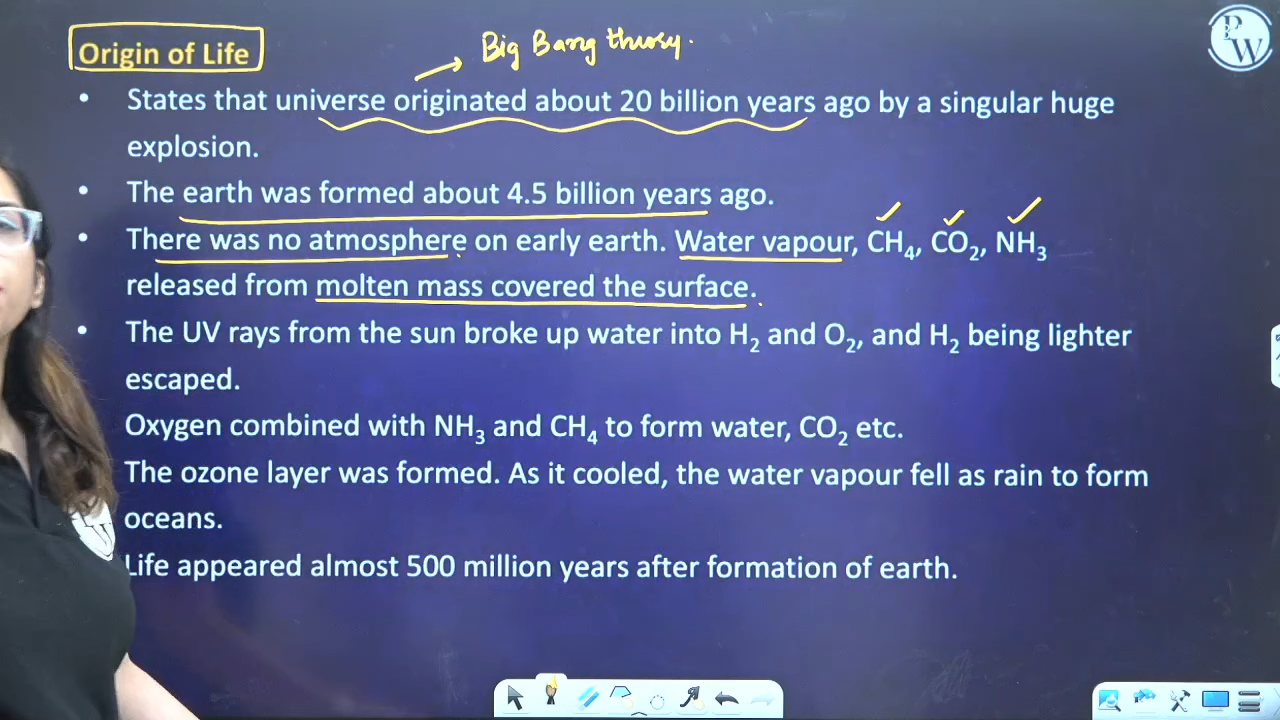 Origin of Life
Big Bang theory.
PW
• States that universe originated about 20 billion years ago by a singular huge
explosion.
• The earth was formed about 4.5 billion years ago.
• There was no atmosphere on early earth. Water vapour, CH₄, CO₂, NH₃
released from molten mass covered the surface.
• The UV rays from the sun broke up water into H₂ and O₂, and H₂ being lighter
escaped.
Oxygen combined with NH₃ and CH₄ to form water, CO₂ etc.
The ozone layer was formed. As it cooled, the water vapour fell as rain to form
oceans.
Life appeared almost 500 million years after formation of earth.